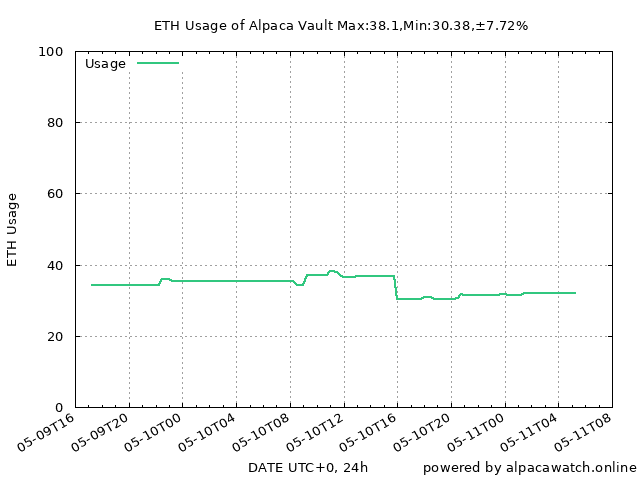 ETH Usage of Alpaca Vault Max:38.1,Min:30.38,±7.72%
Usage
100
80
60
40
20
0
ETH Usage
05-09T16
05-09T20
05-10T00
05-10T04
05-10T08
05-10T12
05-10T16
05-10T20
05-11T00
05-11T04
05-11T08
DATE UTC+0, 24h
powered by alpacawatch.online